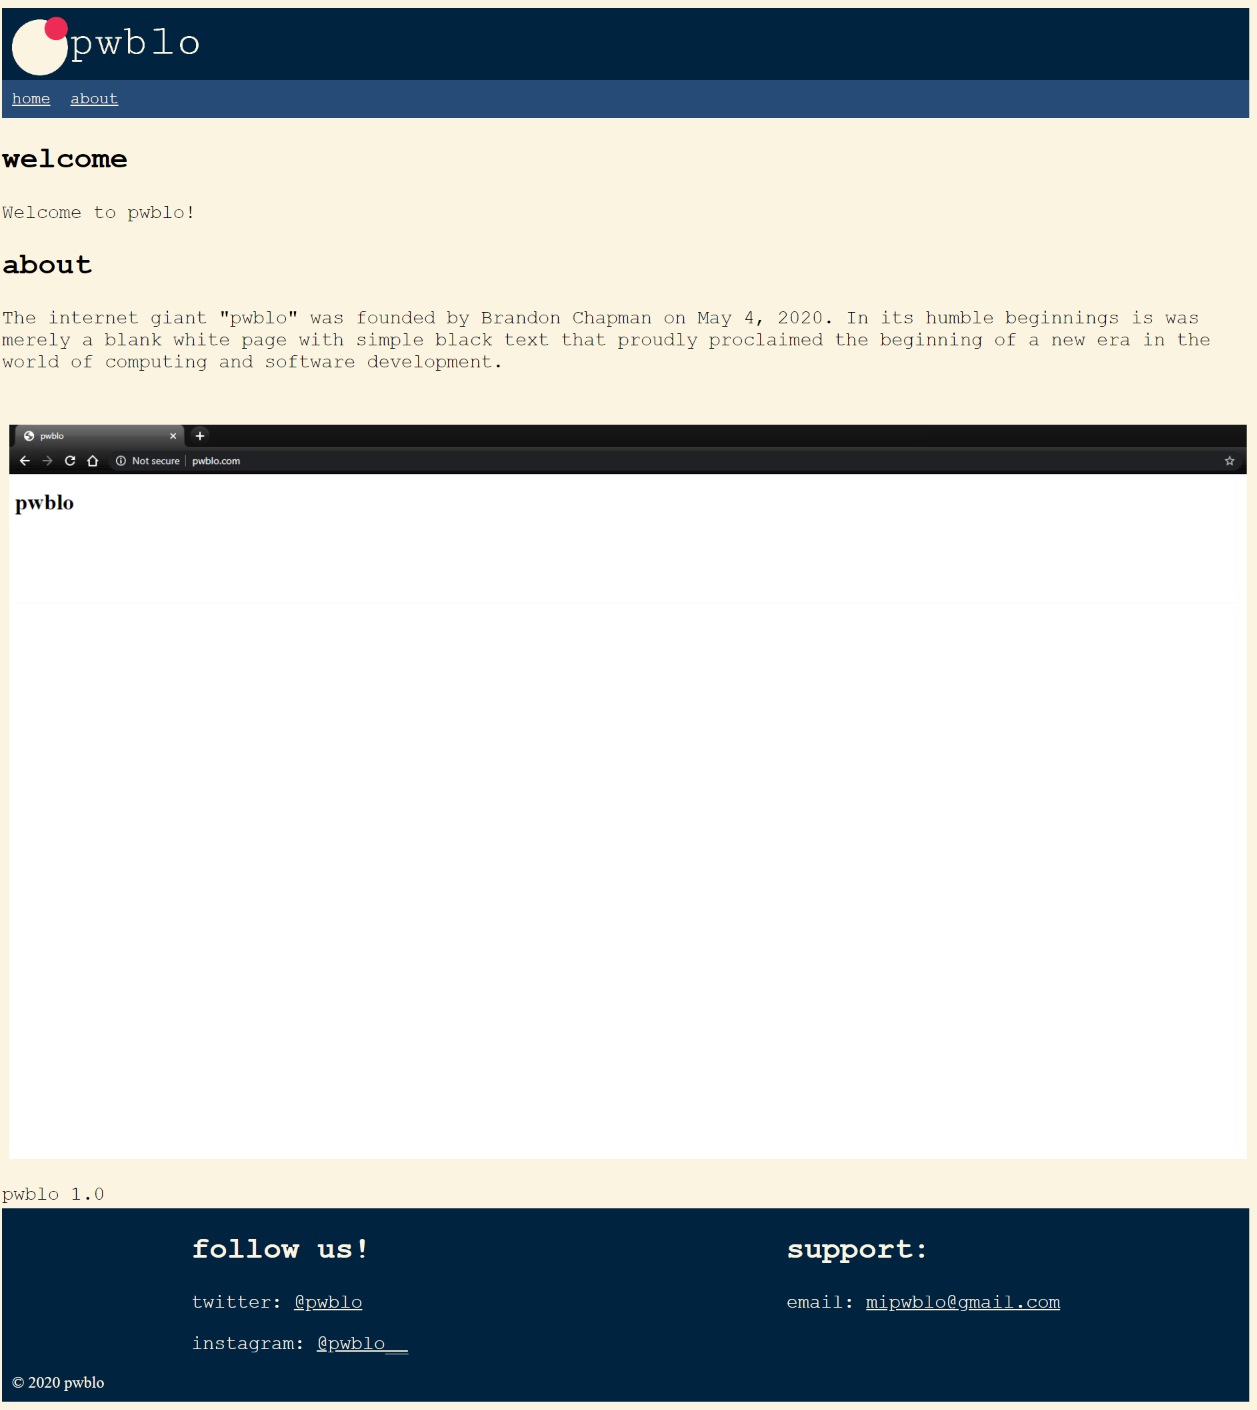 pwblo
home about
welcome
Welcome to pwblo!
about
The internet giant "pwblo" was founded by Brandon Chapman on May 4, 2020. In its humble beginnings is was
merely a blank white page with simple black text that proudly proclaimed the beginning of a new era in the
world of computing and software development.
pwblo
Not secure | pwblo.com
pwblo
pwblo 1.0
follow us!
twitter: @pwblo
instagram: @pwblo__
support:
email: mipwblo@gmail.com
© 2020 pwblo